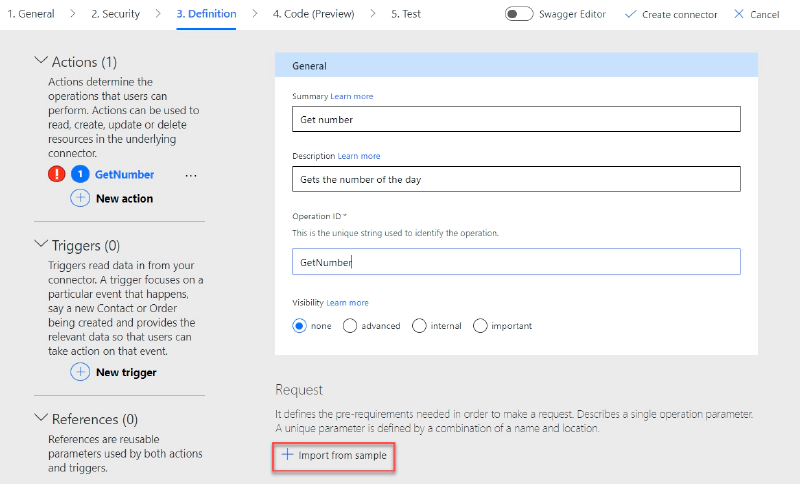 1. General
2. Security
3. Definition
4. Code (Preview)
5. Test
Swagger Editor
Create connector
Cancel
Actions (1)
Actions determine the
operations that users can
perform. Actions can be used to
read, create, update or delete
resources in the underlying
connector.
1 GetNumber ...
New action
Triggers (0)
Triggers read data in from your
connector. A trigger focuses on a
particular event that happens,
say a new Contact or Order
being created and provides the
relevant data so that users can
take action on that event.
New trigger
References (0)
References are reusable
parameters used by both actions
and triggers.
General
Summary Learn more
Get number
Description Learn more
Gets the number of the day
Operation ID *
This is the unique string used to identify the operation.
GetNumber
Visibility Learn more
none advanced internal important
Request
It defines the pre-requirements needed in order to make a request. Describes a single operation parameter.
A unique parameter is defined by a combination of a name and location.
Import from sample